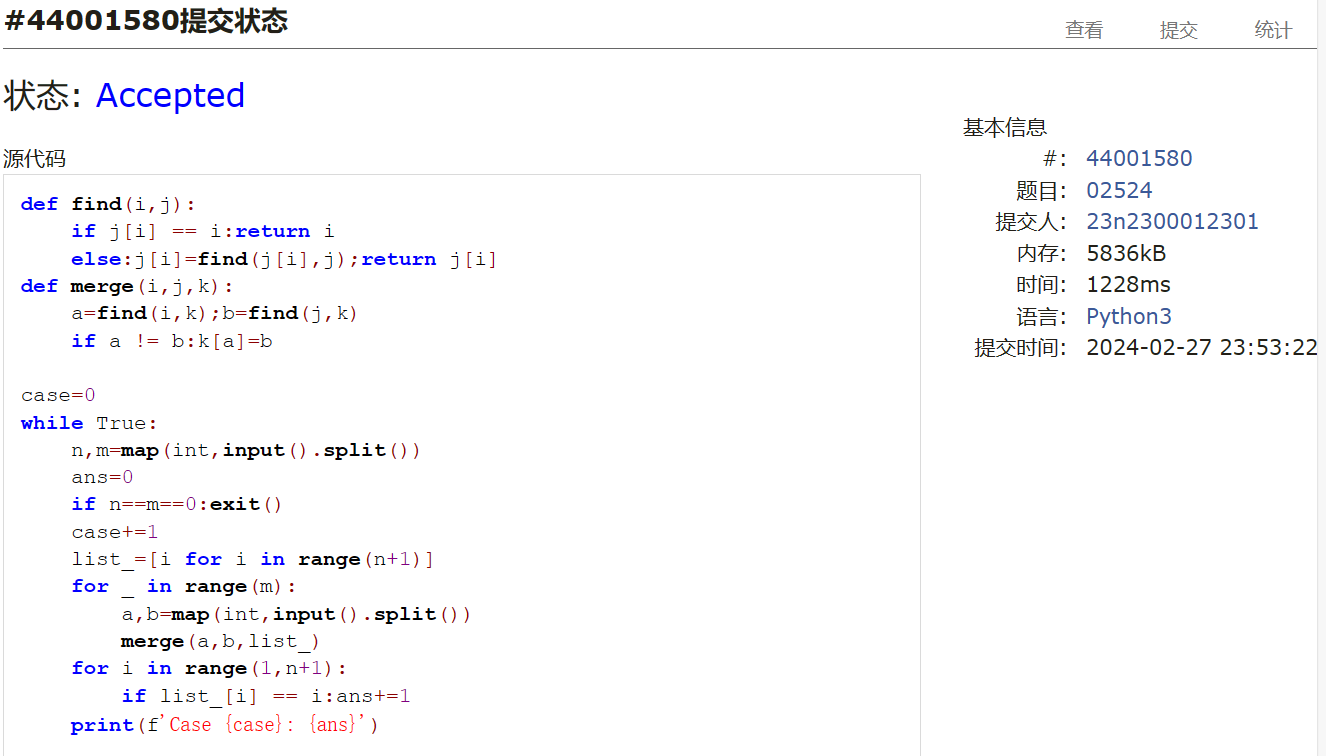 #44001580提交状态
查看 提交 统计
状态: Accepted
源代码
def find(i,j):
    if j[i] == i:return i
    else:j[i]=find(j[i],j);return j[i]
def merge(i,j,k):
    a=find(i,k);b=find(j,k)
    if a != b:k[a]=b

case=0
while True:
    n,m=map(int,input().split())
    ans=0
    if n==m==0:exit()
    case+=1
    list_=[i for i in range(n+1)]
    for _ in range(m):
        a,b=map(int,input().split())
        merge(a,b,list_)
    for i in range(1,n+1):
        if list_[i] == i:ans+=1
    print(f'Case {case}: {ans}')
基本信息
#: 44001580
题目: 02524
提交人: 23n2300012301
内存: 5836kB
时间: 1228ms
语言: Python3
提交时间: 2024-02-27 23:53:22